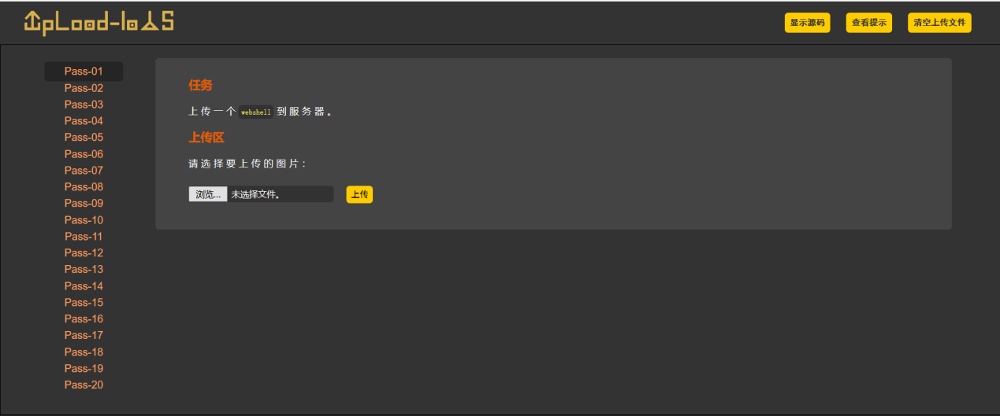 UpLoad-labs
显示源码 查看提示 清空上传文件
Pass-01
Pass-02
Pass-03
Pass-04
Pass-05
Pass-06
Pass-07
Pass-08
Pass-09
Pass-10
Pass-11
Pass-12
Pass-13
Pass-14
Pass-15
Pass-16
Pass-17
Pass-18
Pass-19
Pass-20
任务
上传一个 webshell 到服务器。
上传区
请选择要上传的图片：
浏览... 未选择文件。 上传